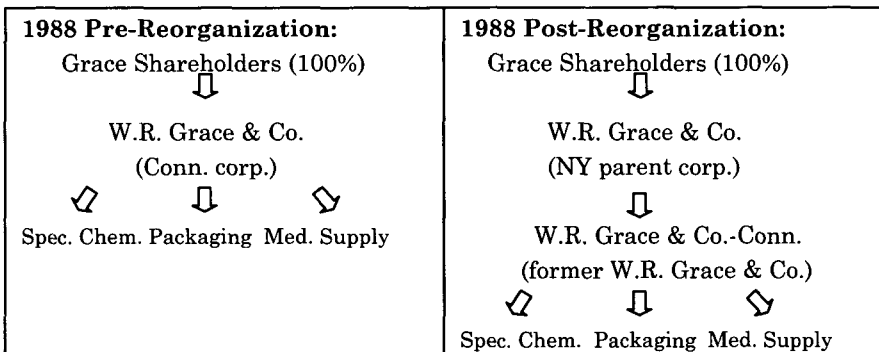 1988 Pre-Reorganization:
Grace Shareholders (100%)
W.R. Grace & Co.
(Conn. corp.)
Spec. Chem. Packaging Med. Supply
1988 Post-Reorganization:
Grace Shareholders (100%)
W.R. Grace & Co.
(NY parent corp.)
W.R. Grace & Co.-Conn.
(former W.R. Grace & Co.)
Spec. Chem. Packaging Med. Supply